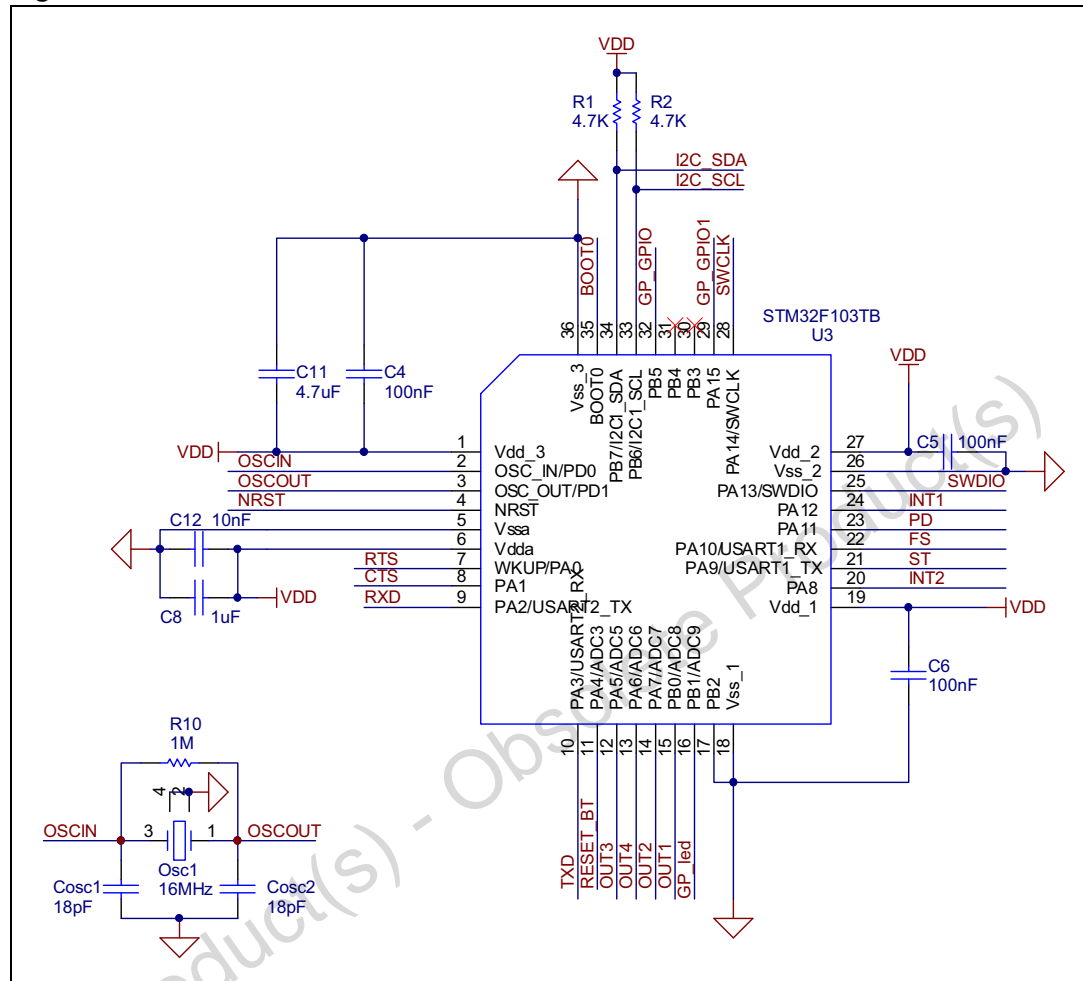 VDD
R1
4.7K
R2
4.7K
I2C_SDA
I2C_SCL
BOOT0
GP_GPIO
GP_GPIO1
SWCLK
36
35
34
33
32
31
30
29
28
STM32F103TB
U3
C11
4.7uF
C4
100nF
Vss_3
BOOT0
PB7/I2C1_SDA
PB6/I2C1_SCL
PB5
PB4
PB3
PA15
PA14/SWCLK
VDD
VDD
OSCIN
OSCOUT
NRST
C12 10nF
RTS
CTS
RXD
C8
1uF
VDD
1
2
3
4
5
6
7
8
9
Vdd_3
OSC_IN/PD0
OSC_OUT/PD1
NRST
Vssa
Vdda
WKUP/PA0
PA1
PA2/USART2_TX
Vdd_2
Vss_2
PA13/SWDIO
PA12
PA11
PA10/USART1_RX
PA9/USART1_TX
PA8
Vdd_1
27
26
25
24
23
22
21
20
19
C5 100nF
SWDIO
INT1
PD
FS
ST
INT2
VDD
C6
100nF
PA3/USART_RX
PA4/ADC3
PA5/ADC5
PA6/ADC6
PA7/ADC7
PB0/ADC8
PB1/ADC9
PB2
Vss_1
10
11
12
13
14
15
16
17
18
TXD
RESET_BT
OUT3
OUT4
OUT2
OUT1
GP_led
R10
1M
4
2
OSCIN
3
1
OSCOUT
Osc1
16MHz
Cosc1
18pF
Cosc2
18pF
oduct(s) - Obsolete Product(s)